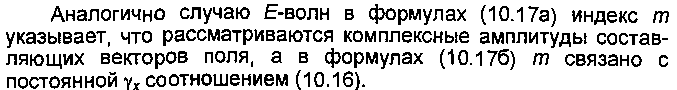 Аналогично случаю E-волн в формулах (10.17а) индекс m
указывает, что рассматриваются комплексные амплитуды состав-
ляющих векторов поля, а в формулах (10.17б) m связано с
постоянной γx соотношением (10.16).